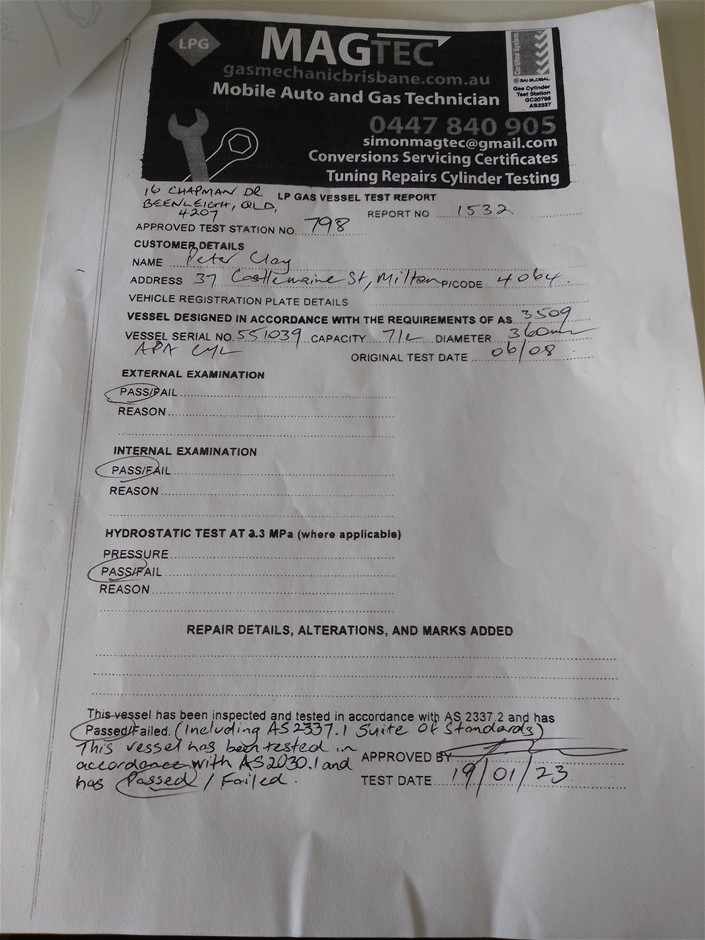 LPG
MAGTEC
gasmechanicbrisbane.com.au
Mobile Auto and Gas Technician
Certified System
SAI GLOBAL
Gas Cylinder
Test Station
GC20798
AS2337
0447 840 905
simonmagtec@gmail.com
Conversions Servicing Certificates
Tuning Repairs Cylinder Testing
16 CHAPMAN DR. LP GAS VESSEL TEST REPORT
BEENLEIGH, QLD,
4207 REPORT NO 1532
APPROVED TEST STATION NO. 798
CUSTOMER DETAILS
NAME Peter Clay
ADDRESS 37 Castlemaine St, Milton P/CODE 4064.
VEHICLE REGISTRATION PLATE DETAILS
VESSEL DESIGNED IN ACCORDANCE WITH THE REQUIREMENTS OF AS 3509
VESSEL SERIAL NO. 551039 CAPACITY 71L DIAMETER 360mm
APA CYL ORIGINAL TEST DATE 06/08
EXTERNAL EXAMINATION
PASS/FAIL
REASON
INTERNAL EXAMINATION
PASS/FAIL
REASON
HYDROSTATIC TEST AT 3.3 MPa (where applicable)
PRESSURE
PASS/FAIL
REASON
REPAIR DETAILS, ALTERATIONS, AND MARKS ADDED
This vessel has been inspected and tested in accordance with AS 2337.2 and has
Passed/Failed. (Including AS2337.1 Suite Of Standards)
This vessel has been tested in
accordance with AS2030.1 and APPROVED BY
has Passed / Failed. TEST DATE 19/01/23